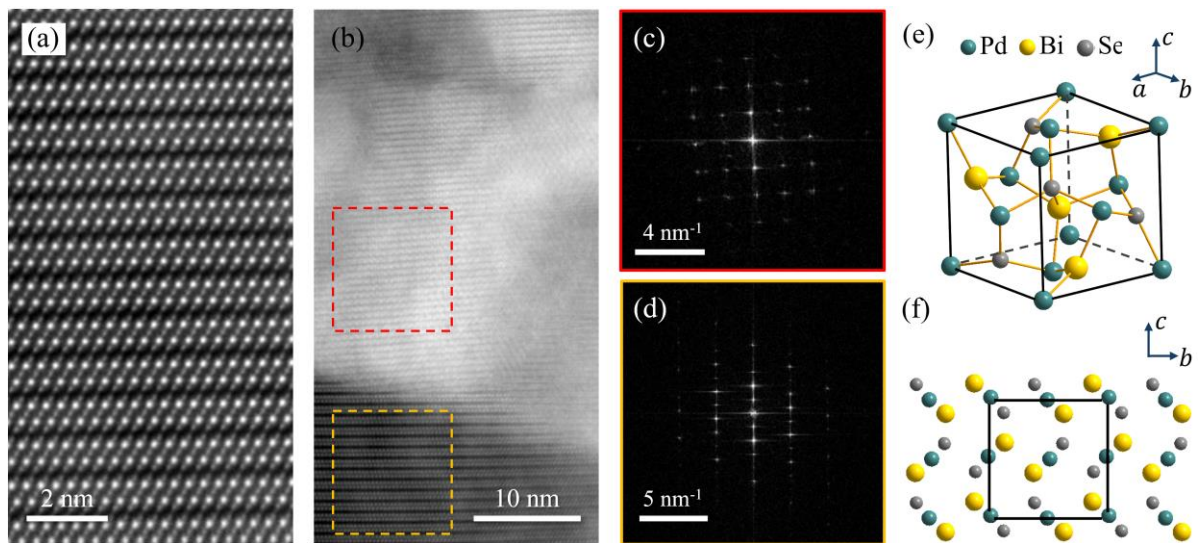 (a)
2 nm
(b)
10 nm
(c)
4 nm⁻¹
(d)
5 nm⁻¹
(e)
Pd Bi Se
c
a b
(f)
c
b